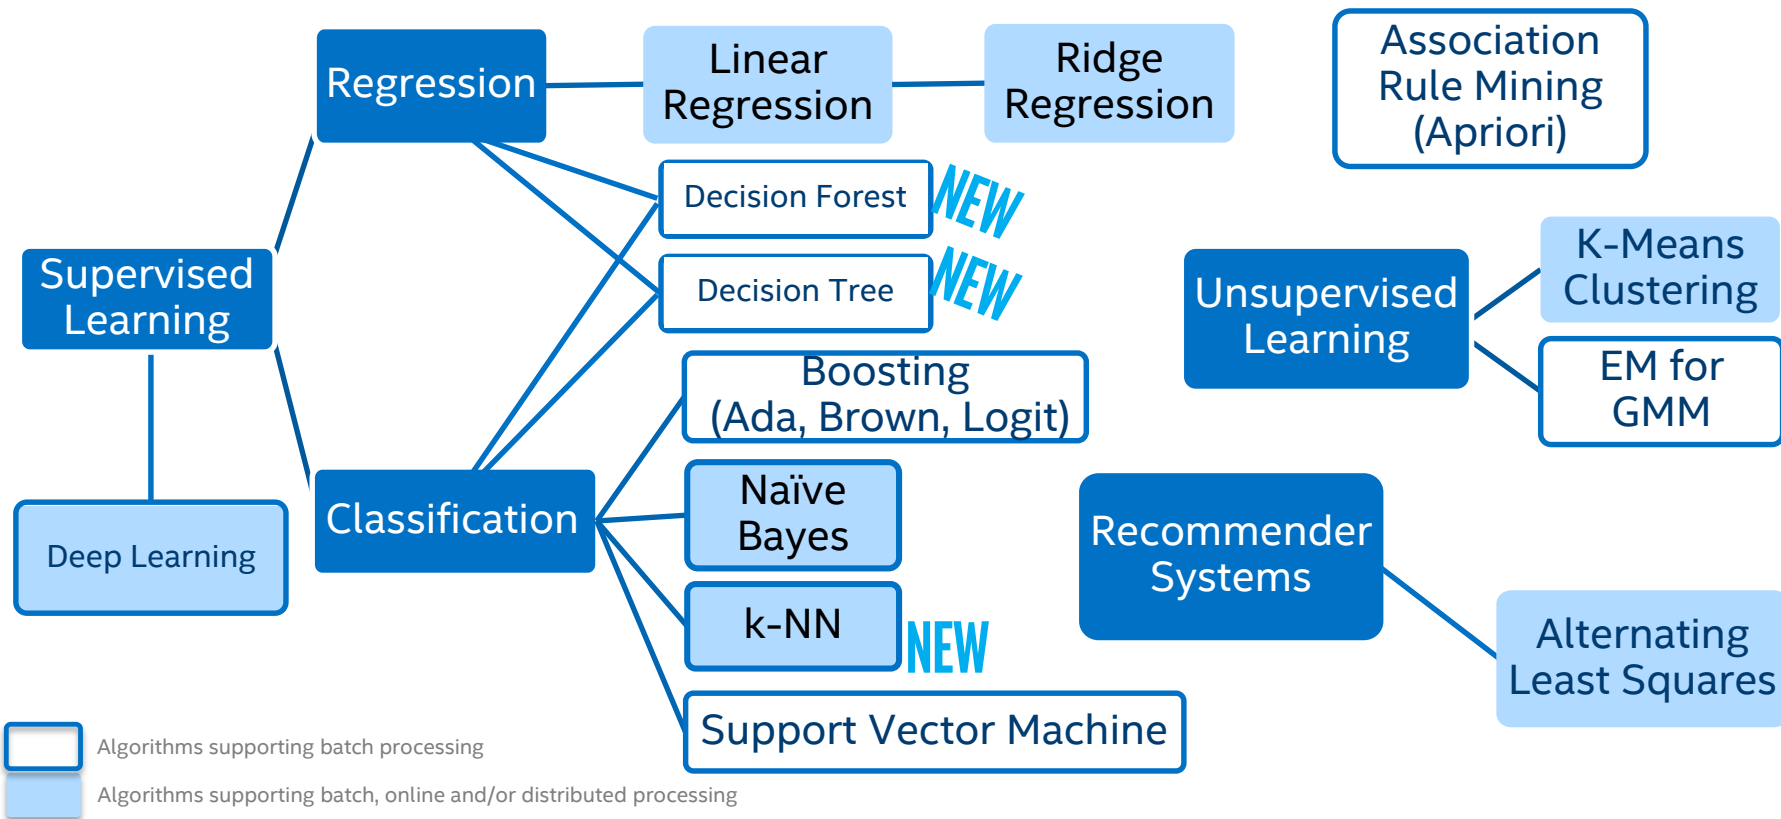 Regression
Linear
Regression
Ridge
Regression
Association
Rule Mining
(Apriori)
Decision Forest
NEW
Decision Tree
NEW
Supervised
Learning
Unsupervised
Learning
K-Means
Clustering
EM for
GMM
Boosting
(Ada, Brown, Logit)
Naïve
Bayes
Classification
Deep Learning
k-NN
NEW
Support Vector Machine
Recommender
Systems
Alternating
Least Squares
Algorithms supporting batch processing
Algorithms supporting batch, online and/or distributed processing